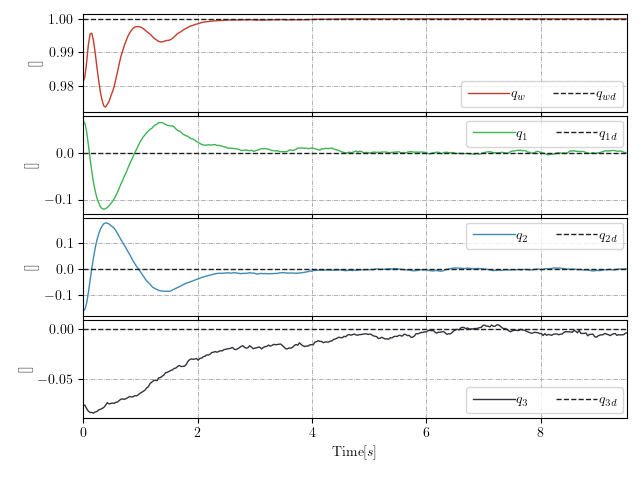 1.00
0.99
0.98
[]
q_w q_{wd}
0.0
−0.1
[]
q_1 q_{1d}
0.1
0.0
−0.1
[]
q_2 q_{2d}
0.00
−0.05
[]
q_3 q_{3d}
0 2 4 6 8
Time[s]